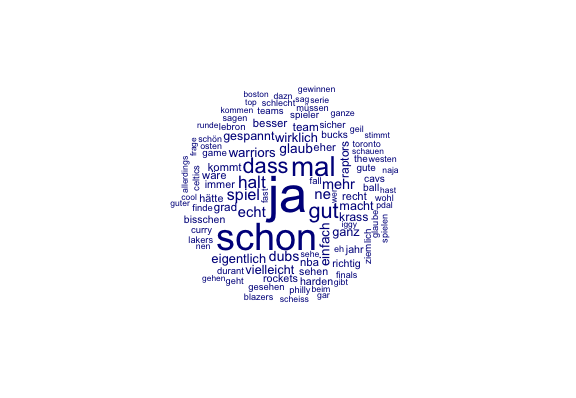 gewinnen
boston dazn sag serie
top schlecht müssen
kommen teams spieler ganze
sagen besser team sicher geil
runde lebron gespannt wirklich bucks stimmt
schön osten glaub eher toronto
frage game warriors dass mal raptors schauen
allerdings celtics kommt the westen
wäre halt fall mehr gute naja
immer spiel fast ja ne wer cavs ball hast
cool hätte recht wohl
guter finde grad echt gut macht pdal
bisschen krass glaube spielen
curry schon einfach iggy ganz
lakers nen eh jahr ziemlich
eigentlich dubs sehe richtig
durant vielleicht nba sehen finals
gehen geht rockets harden gibt
gesehen philly beim
blazers scheiss gar